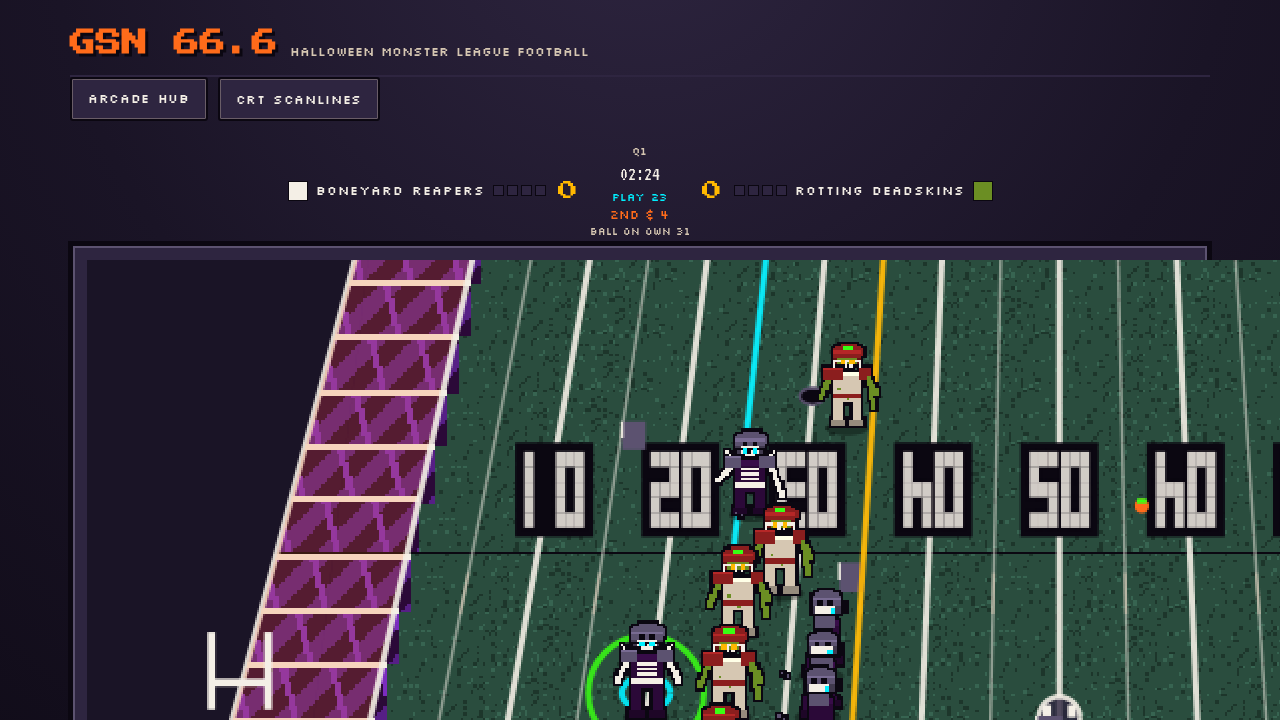 GSN 66.6 HALLOWEEN MONSTER LEAGUE FOOTBALL
ARCADE HUB CRT SCANLINES
Q1
02:24
BONEYARD REAPERS 0 0 ROTTING DEADSKINS
PLAY 23
2ND & 4
BALL ON OWN 31
10 20 30 40 50 40